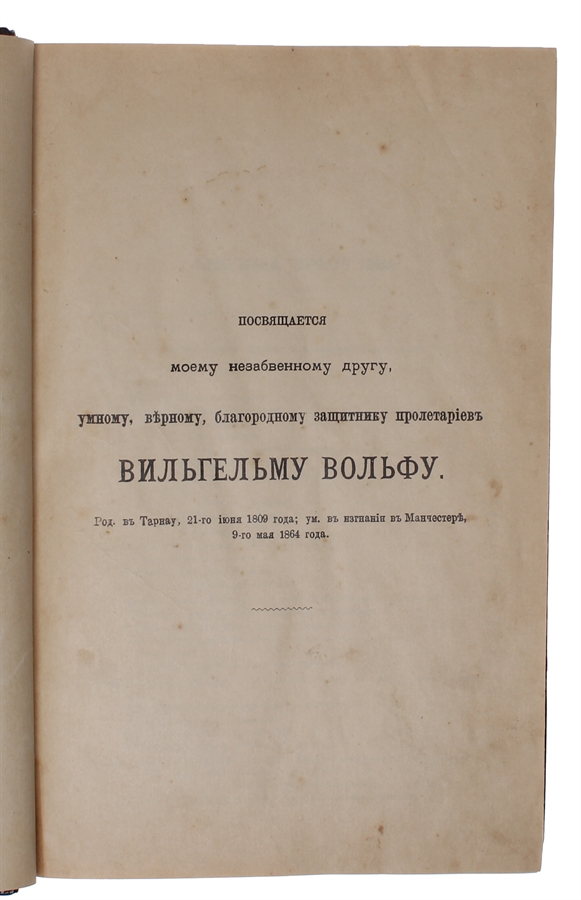 ПОСВЯЩАЕТСЯ
моему незабвенному другу,
умному, вѣрному, благородному защитнику пролетаріевъ
ВИЛЬГЕЛЬМУ ВОЛЬФУ.
Род. въ Тарнау, 21-го іюня 1809 года; ум. въ изгнаніи въ Манчестерѣ,
9-го мая 1864 года.